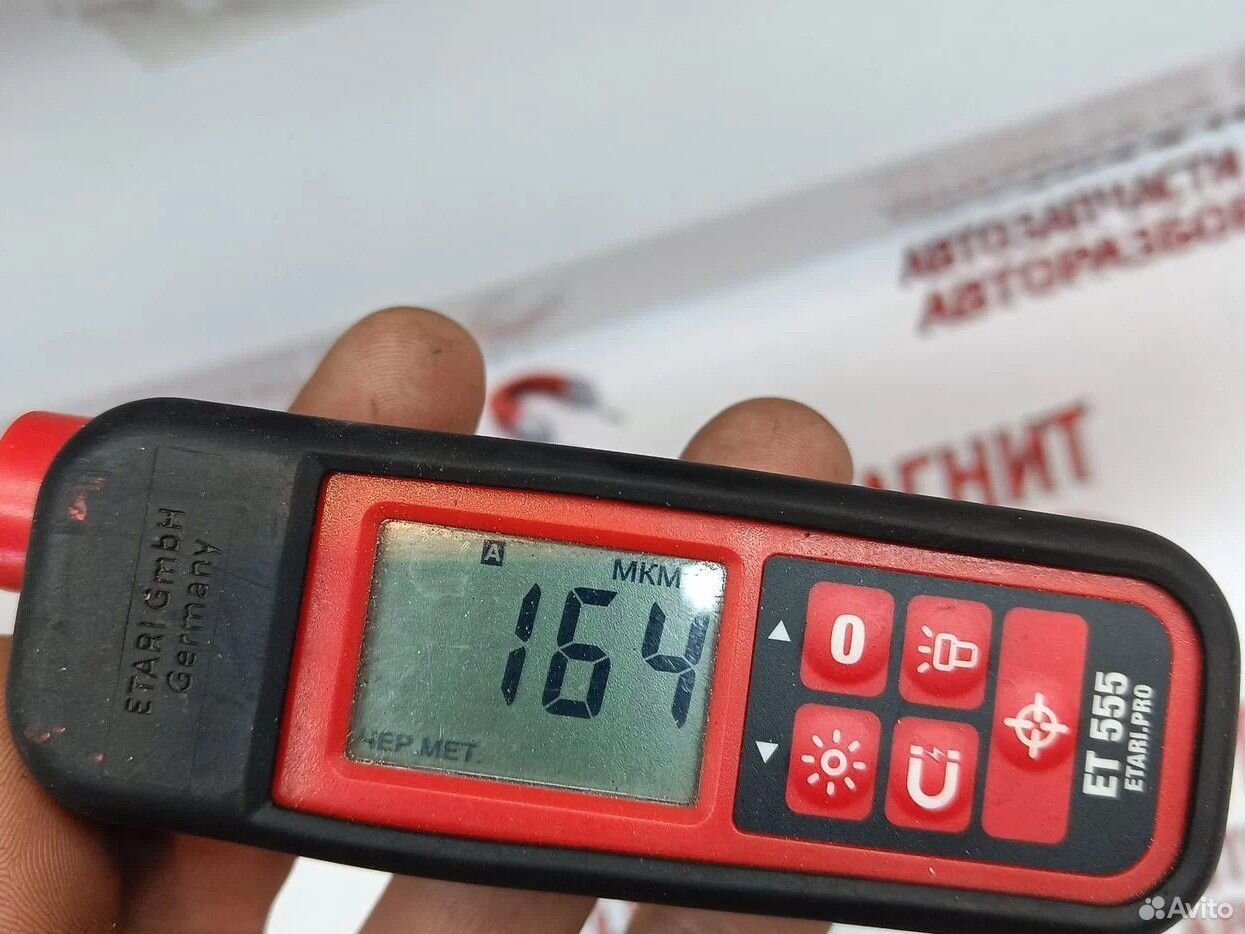 АВТОЗАПЧАСТИ
АВТОРАЗБОР
АГНИТ
ETARI GmbH
Germany
A
МКМ
164
ЧЕР.МЕТ.
0
ET 555
ETARI.PRO
Avito